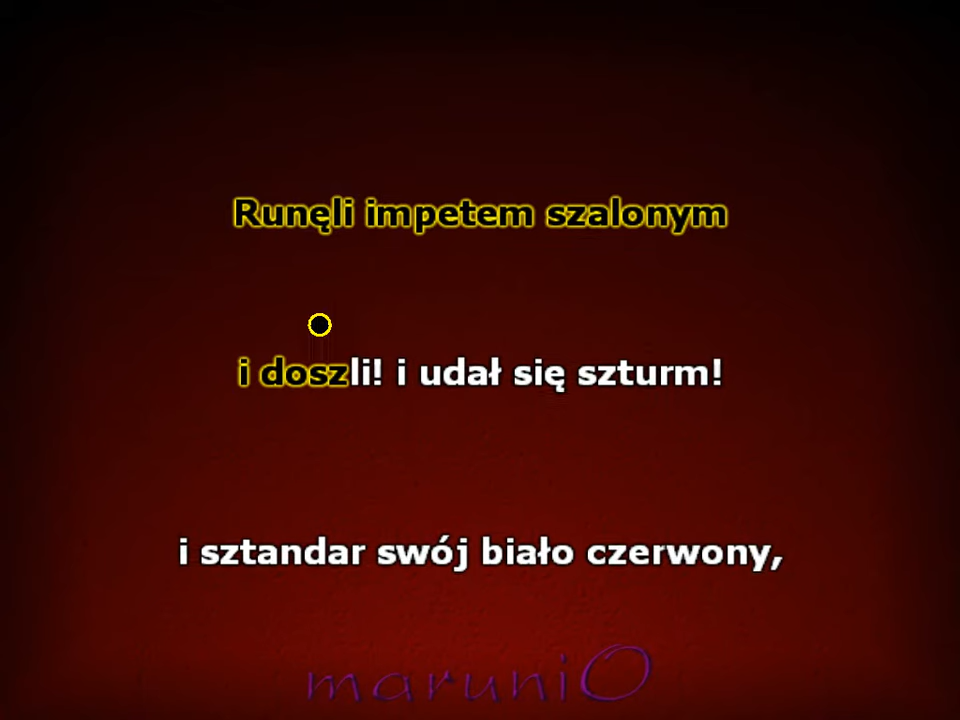 Runęli impetem szalonym
i doszli! i udał się szturm!
i sztandar swój biało czerwony,
maruniO